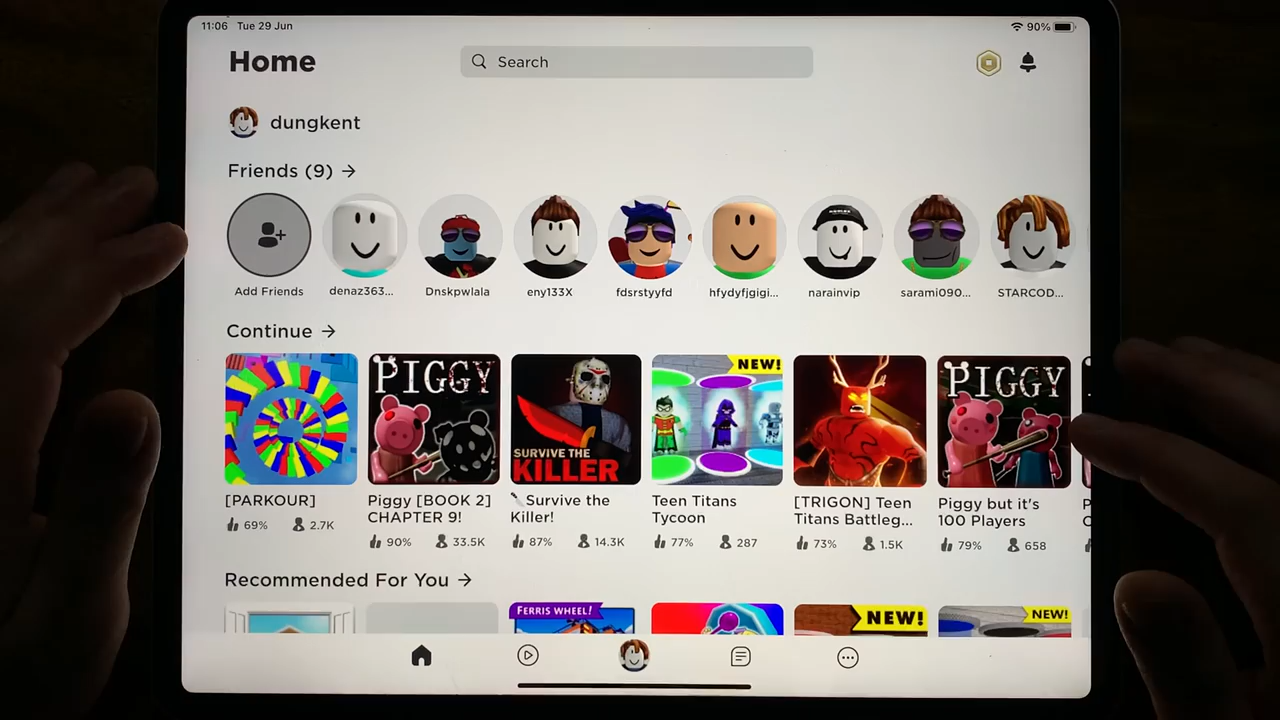 11:06 Tue 29 Jun
90%
Home
Search
dungkent
Friends (9) →
Add Friends
denaz363...
Dnskpwlala
eny133X
fdsrstyyfd
hfydyfjgigi...
narainvip
sarami090...
STARCOD...
Continue →
PIGGY
SURVIVE THE
KILLER
NEW!
PIGGY
[PARKOUR]
69% 2.7K
Piggy [BOOK 2]
CHAPTER 9!
90% 33.5K
Survive the
Killer!
87% 14.3K
Teen Titans
Tycoon
77% 287
[TRIGON] Teen
Titans Battleg...
73% 1.5K
Piggy but it's
100 Players
79% 658
Recommended For You →
FERRIS WHEEL!
NEW!
NEW!